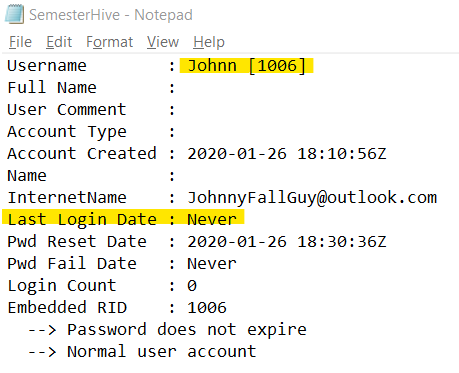 SemesterHive - Notepad
File Edit Format View Help
Username : Johnn [1006]
Full Name :
User Comment :
Account Type :
Account Created : 2020-01-26 18:10:56Z
Name :
InternetName : JohnnyFallGuy@outlook.com
Last Login Date : Never
Pwd Reset Date : 2020-01-26 18:30:36Z
Pwd Fail Date : Never
Login Count : 0
Embedded RID : 1006
--> Password does not expire
--> Normal user account